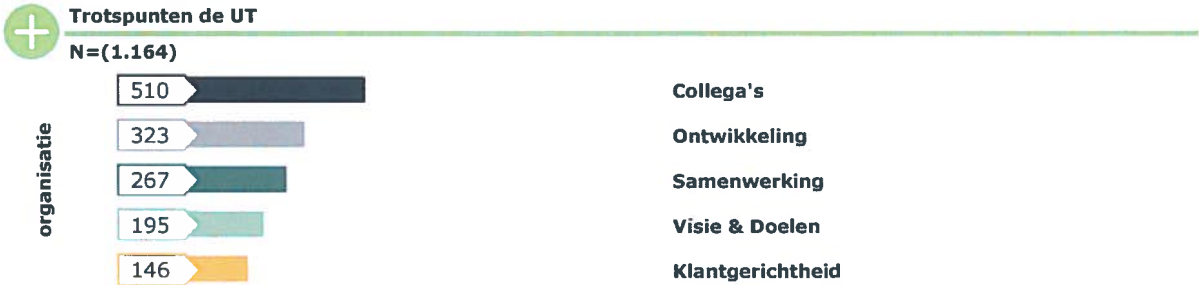 Trotspunten de UT
N=(1.164)
organisatie
510 Collega's
323 Ontwikkeling
267 Samenwerking
195 Visie & Doelen
146 Klantgerichtheid